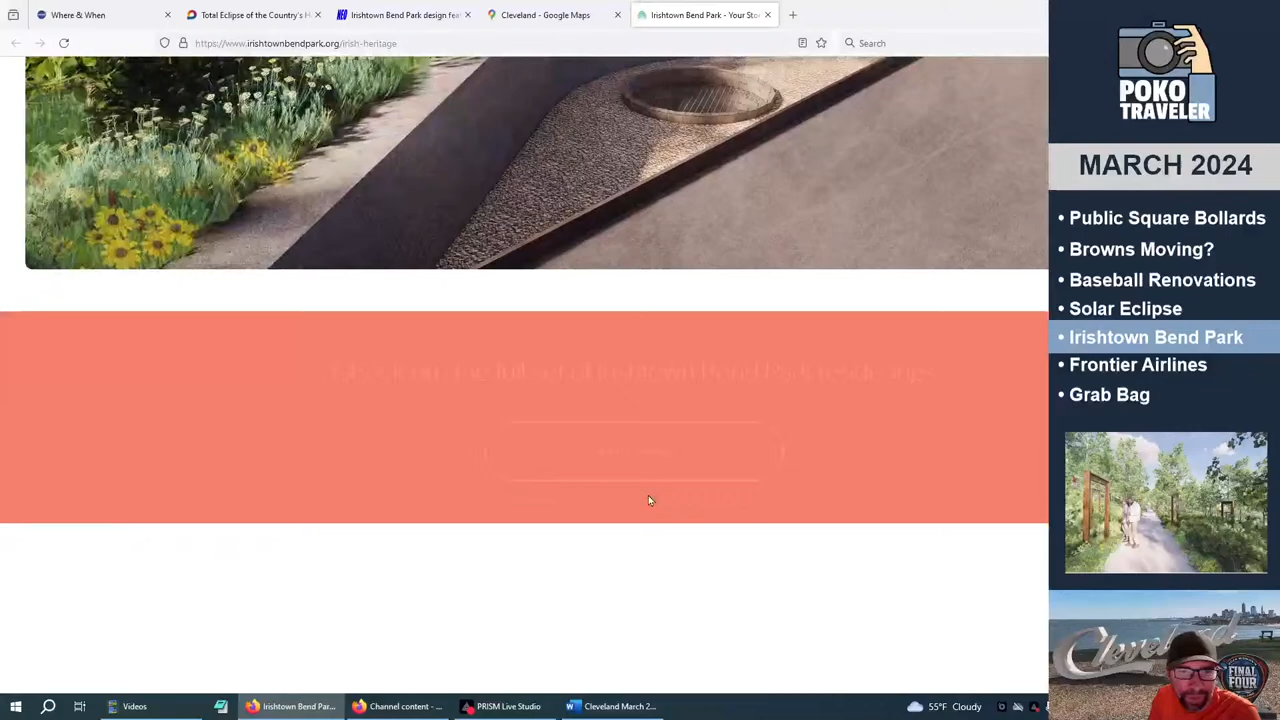 Where & When
Total Eclipse of the Country's H
Irishtown Bend Park design fea
Cleveland - Google Maps
Irishtown Bend Park - Your Sto
https://www.irishtownbendpark.org/irish-heritage
Search
POKO
TRAVELER
MARCH 2024
• Public Square Bollards
• Browns Moving?
• Baseball Renovations
• Solar Eclipse
• Irishtown Bend Park
• Frontier Airlines
• Grab Bag
Cleveland
FINAL
FOUR
Videos
Irishtown Bend Par...
Channel content - ...
PRISM Live Studio
Cleveland March 2...
55°F Cloudy